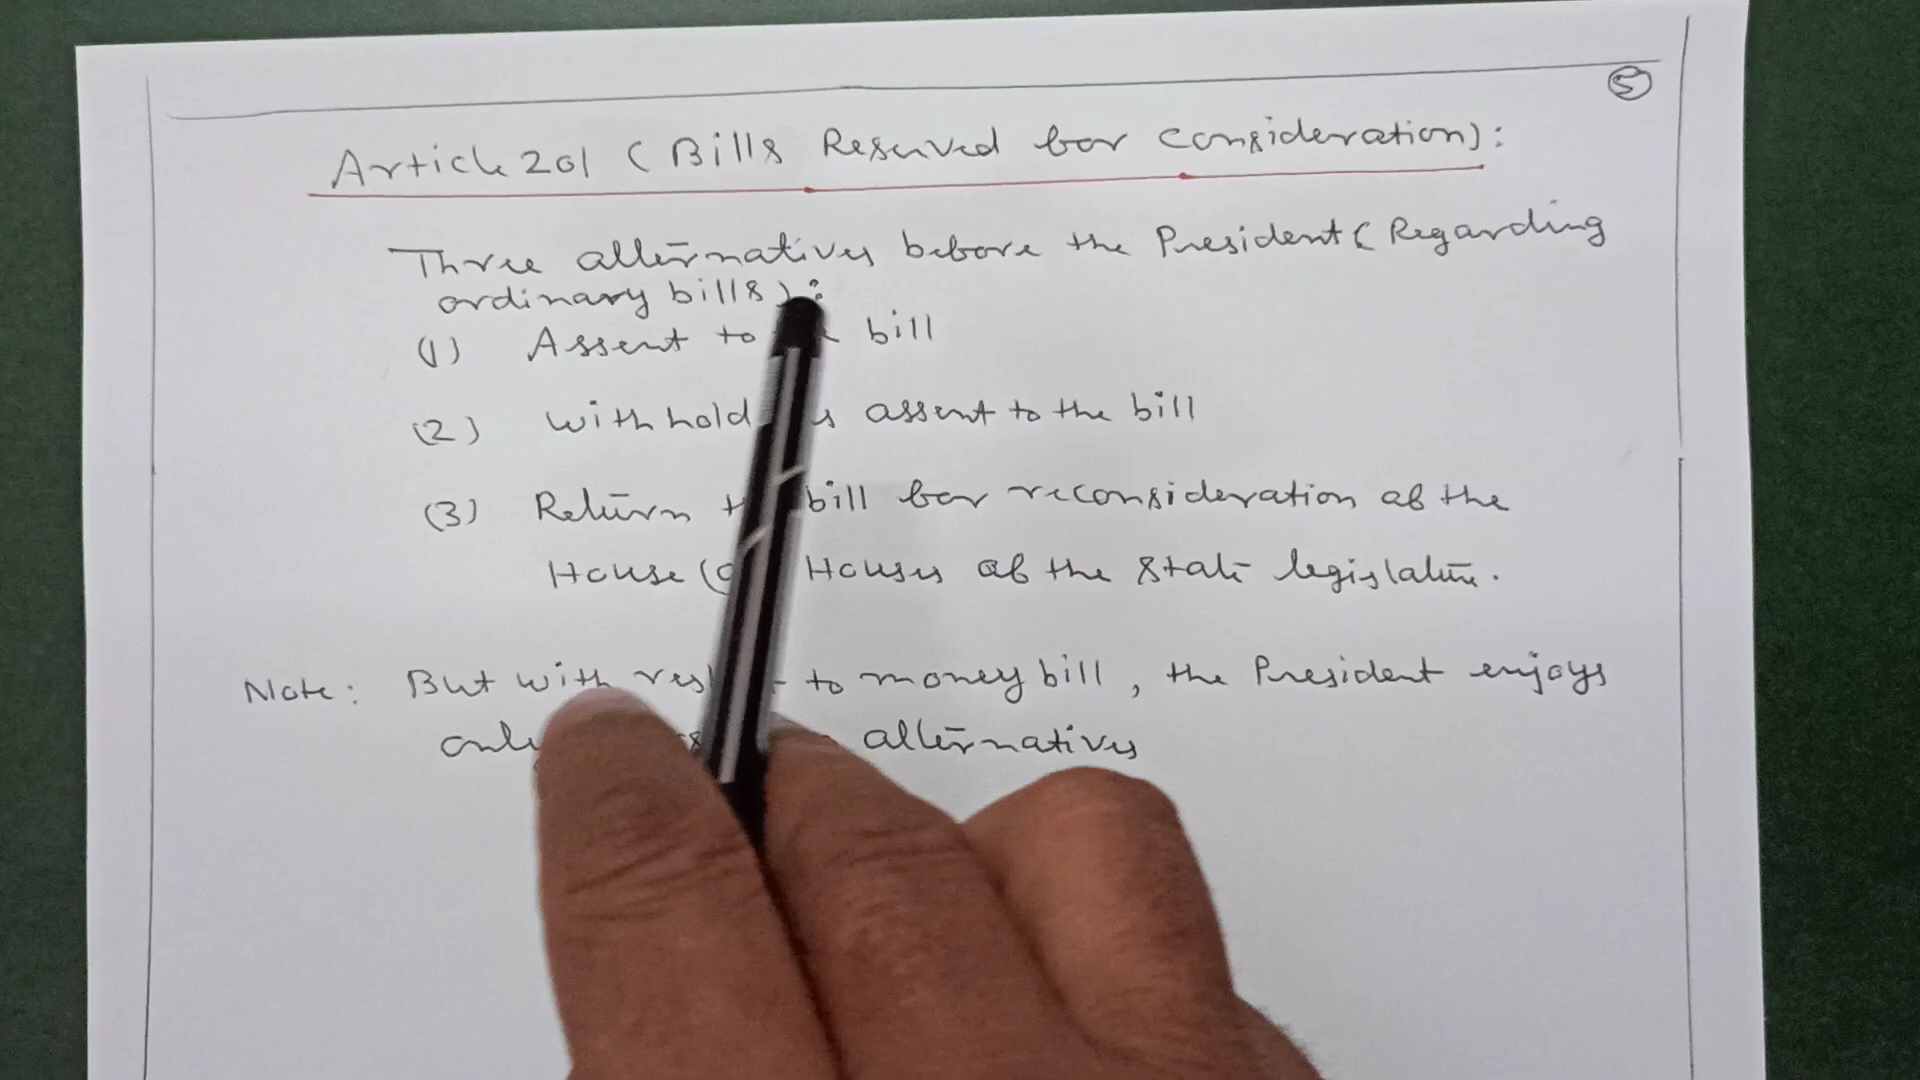 5
Article 201 (Bills Reserved for consideration):
Three alternatives before the President (Regarding
ordinary bills):
(1) Assent to bill
(2) withhold assent to the bill
(3) Return bill for reconsideration of the
House ( Houses of the State legislature.
Note: But with to money bill, the President enjoys
only alternatives